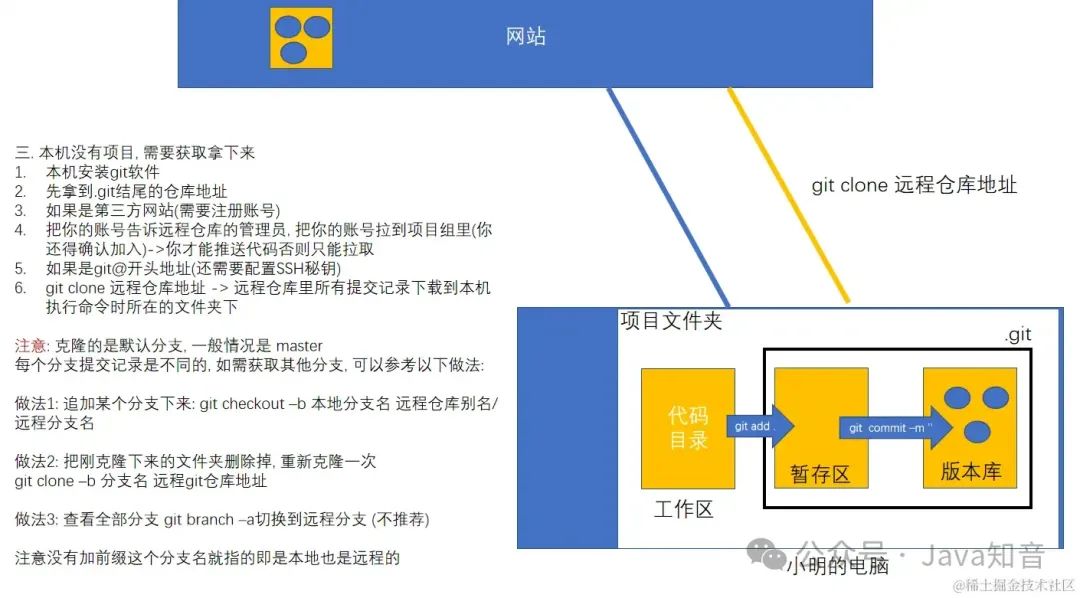 网站
三. 本机没有项目, 需要获取拿下来
1. 本机安装git软件
2. 先拿到.git结尾的仓库地址
3. 如果是第三方网站(需要注册账号)
4. 把你的账号告诉远程仓库的管理员, 把你的账号拉到项目组里(你
还得确认加入)->你才能推送代码否则只能拉取
5. 如果是git@开头地址(还需要配置SSH秘钥)
6. git clone 远程仓库地址 -> 远程仓库里所有提交记录下载到本机
执行命令时所在的文件夹下
注意: 克隆的是默认分支, 一般情况是 master
每个分支提交记录是不同的, 如需获取其他分支, 可以参考以下做法:
做法1: 追加某个分支下来: git checkout –b 本地分支名 远程仓库别名/
远程分支名
做法2: 把刚克隆下来的文件夹删除掉, 重新克隆一次
git clone –b 分支名 远程git仓库地址
做法3: 查看全部分支 git branch –a切换到远程分支 (不推荐)
注意没有加前缀这个分支名就指的即是本地也是远程的
git clone 远程仓库地址
项目文件夹
.git
代码
目录
git add .
git commit –m ''
暂存区
版本库
工作区
小明的电脑
公众号 · Java知音
@稀土掘金技术社区